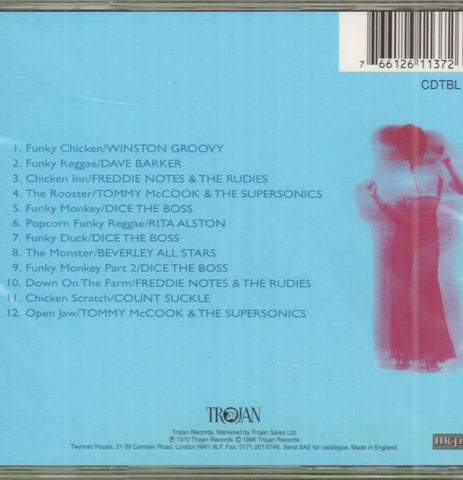 7 66126 11372
CDTBL
1. Funky Chicken/WINSTON GROOVY
2. Funky Reggae/DAVE BARKER
3. Chicken Inn/FREDDIE NOTES & THE RUDIES
4. The Rooster/TOMMY McCOOK & THE SUPERSONICS
5. Funky Monkey/DICE THE BOSS
6. Popcorn Funky Reggae/RITA ALSTON
7. Funky Duck/DICE THE BOSS
8. The Monster/BEVERLEY ALL STARS
9. Funky Monkey Part 2/DICE THE BOSS
10. Down On The Farm/FREDDIE NOTES & THE RUDIES
11. Chicken Scratch/COUNT SUCKLE
12. Open Jaw/TOMMY McCOOK & THE SUPERSONICS
TROJAN
Trojan Records. Marketed by Trojan Sales Ltd.
℗ 1970 Trojan Records © 1996 Trojan Records.
Twyman House, 31-39 Camden Road, London NW1 9LF. Fax: 0171 267 6746. Send SAE for catalogue. Made in England.
mcp